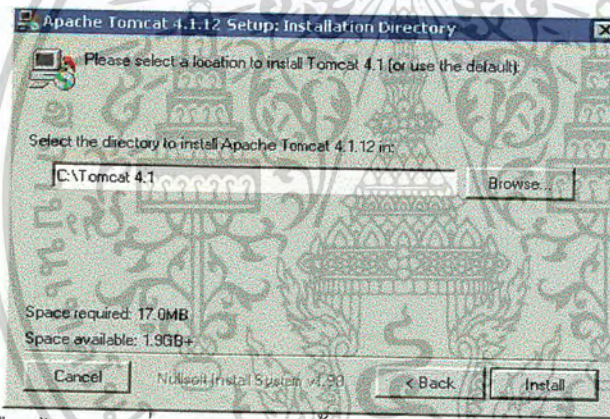 Apache Tomcat 4.1.12 Setup: Installation Directory
Please select a location to install Tomcat 4.1 (or use the default):
Select the directory to install Apache Tomcat 4.1.12 in:
C:\Tomcat 4.1
Browse...
Space required: 17.0MB
Space available: 1.9GB+
Cancel
Nullsoft Install System v1.90
< Back
Install